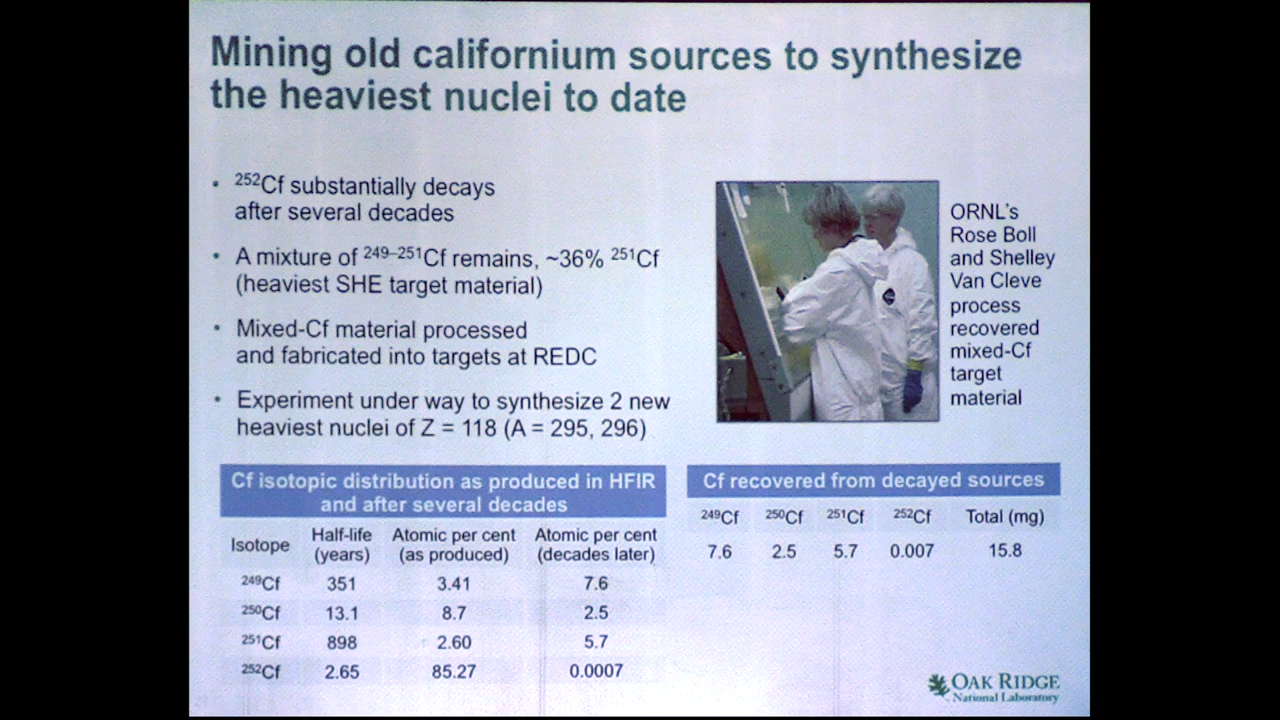 Mining old californium sources to synthesize
the heaviest nuclei to date
• ²⁵²Cf substantially decays
after several decades
• A mixture of ²⁴⁹⁻²⁵¹Cf remains, ~36% ²⁵¹Cf
(heaviest SHE target material)
• Mixed-Cf material processed
and fabricated into targets at REDC
• Experiment under way to synthesize 2 new
heaviest nuclei of Z = 118 (A = 295, 296)
ORNL's
Rose Boll
and Shelley
Van Cleve
process
recovered
mixed-Cf
target
material
Cf isotopic distribution as produced in HFIR
and after several decades
Isotope Half-life (years) Atomic per cent (as produced) Atomic per cent (decades later)
²⁴⁹Cf 351 3.41 7.6
²⁵⁰Cf 13.1 8.7 2.5
²⁵¹Cf 898 2.60 5.7
²⁵²Cf 2.65 85.27 0.0007
Cf recovered from decayed sources
²⁴⁹Cf ²⁵⁰Cf ²⁵¹Cf ²⁵²Cf Total (mg)
7.6 2.5 5.7 0.007 15.8
OAK RIDGE
National Laboratory